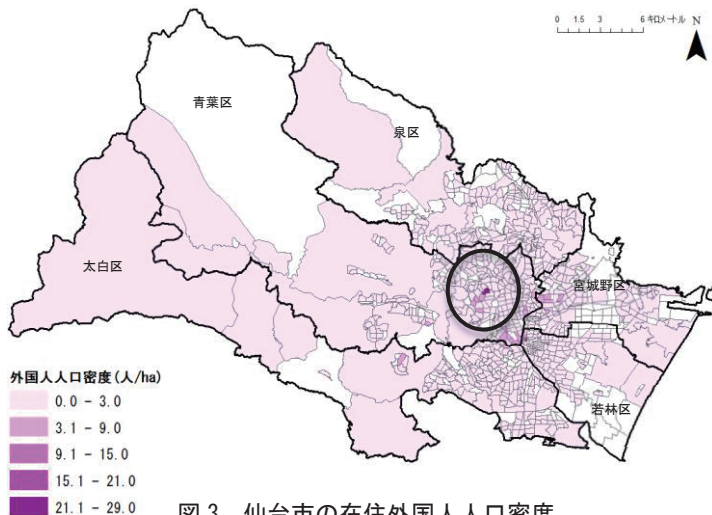 0 1.5 3 6 キロメートル N
青葉区
泉区
太白区
宮城野区
若林区
外国人人口密度(人/ha)
0.0 - 3.0
3.1 - 9.0
9.1 - 15.0
15.1 - 21.0
21.1 - 29.0
図3 仙台市の在住外国人人口密度